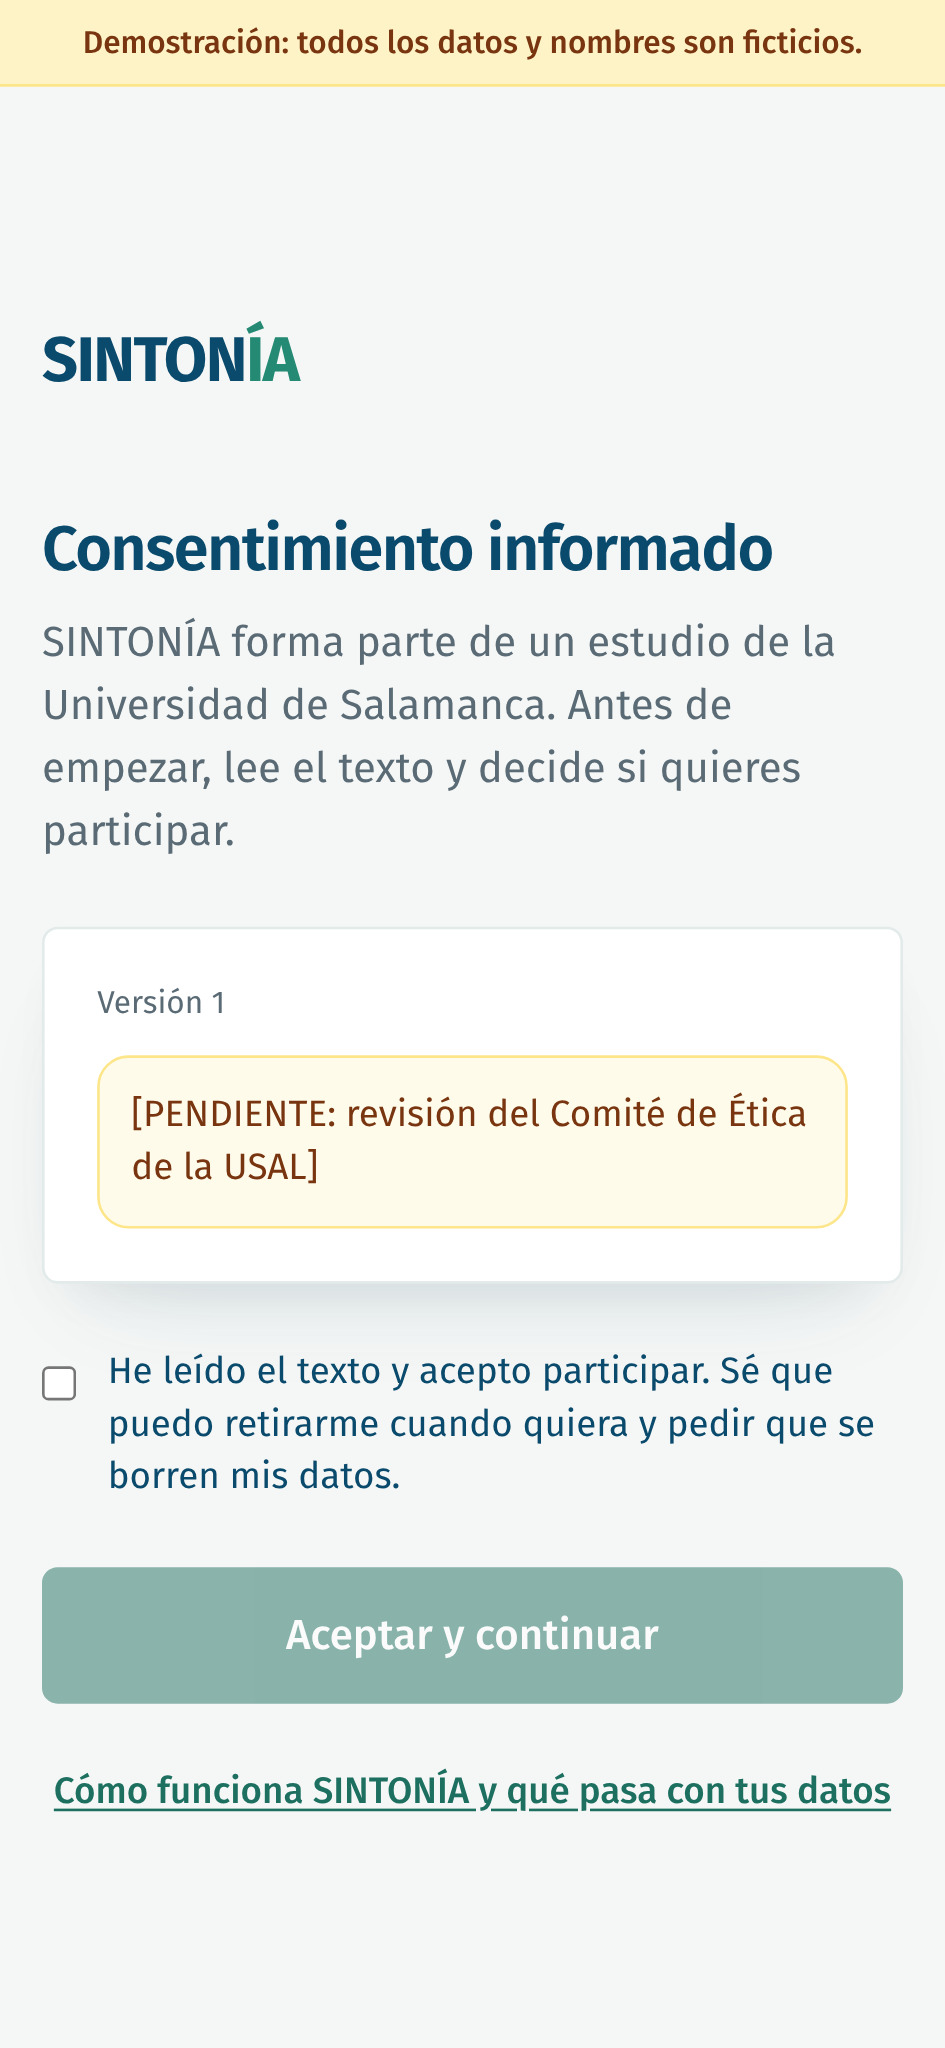 Demostración: todos los datos y nombres son ficticios.
SINTONÍA
Consentimiento informado
SINTONÍA forma parte de un estudio de la
Universidad de Salamanca. Antes de
empezar, lee el texto y decide si quieres
participar.
Versión 1
[PENDIENTE: revisión del Comité de Ética
de la USAL]
He leído el texto y acepto participar. Sé que
puedo retirarme cuando quiera y pedir que se
borren mis datos.
Aceptar y continuar
Cómo funciona SINTONÍA y qué pasa con tus datos